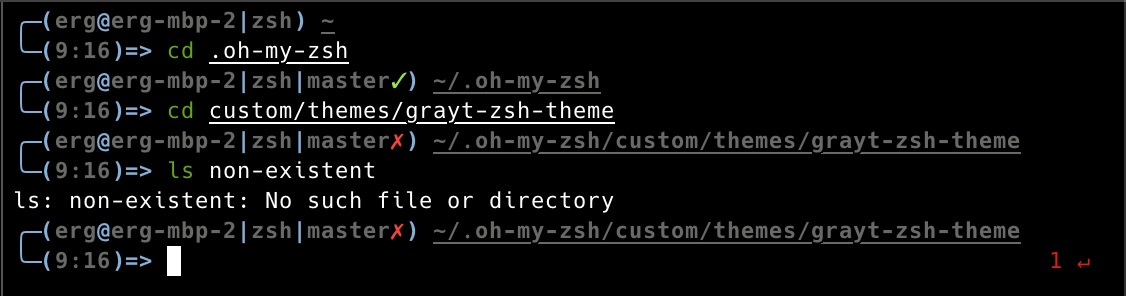 ╭─(erg@erg-mbp-2|zsh) ~
╰─(9:16)=> cd .oh-my-zsh
╭─(erg@erg-mbp-2|zsh|master✓) ~/.oh-my-zsh
╰─(9:16)=> cd custom/themes/grayt-zsh-theme
╭─(erg@erg-mbp-2|zsh|master✗) ~/.oh-my-zsh/custom/themes/grayt-zsh-theme
╰─(9:16)=> ls non-existent
ls: non-existent: No such file or directory
╭─(erg@erg-mbp-2|zsh|master✗) ~/.oh-my-zsh/custom/themes/grayt-zsh-theme
╰─(9:16)=> 1 ↵